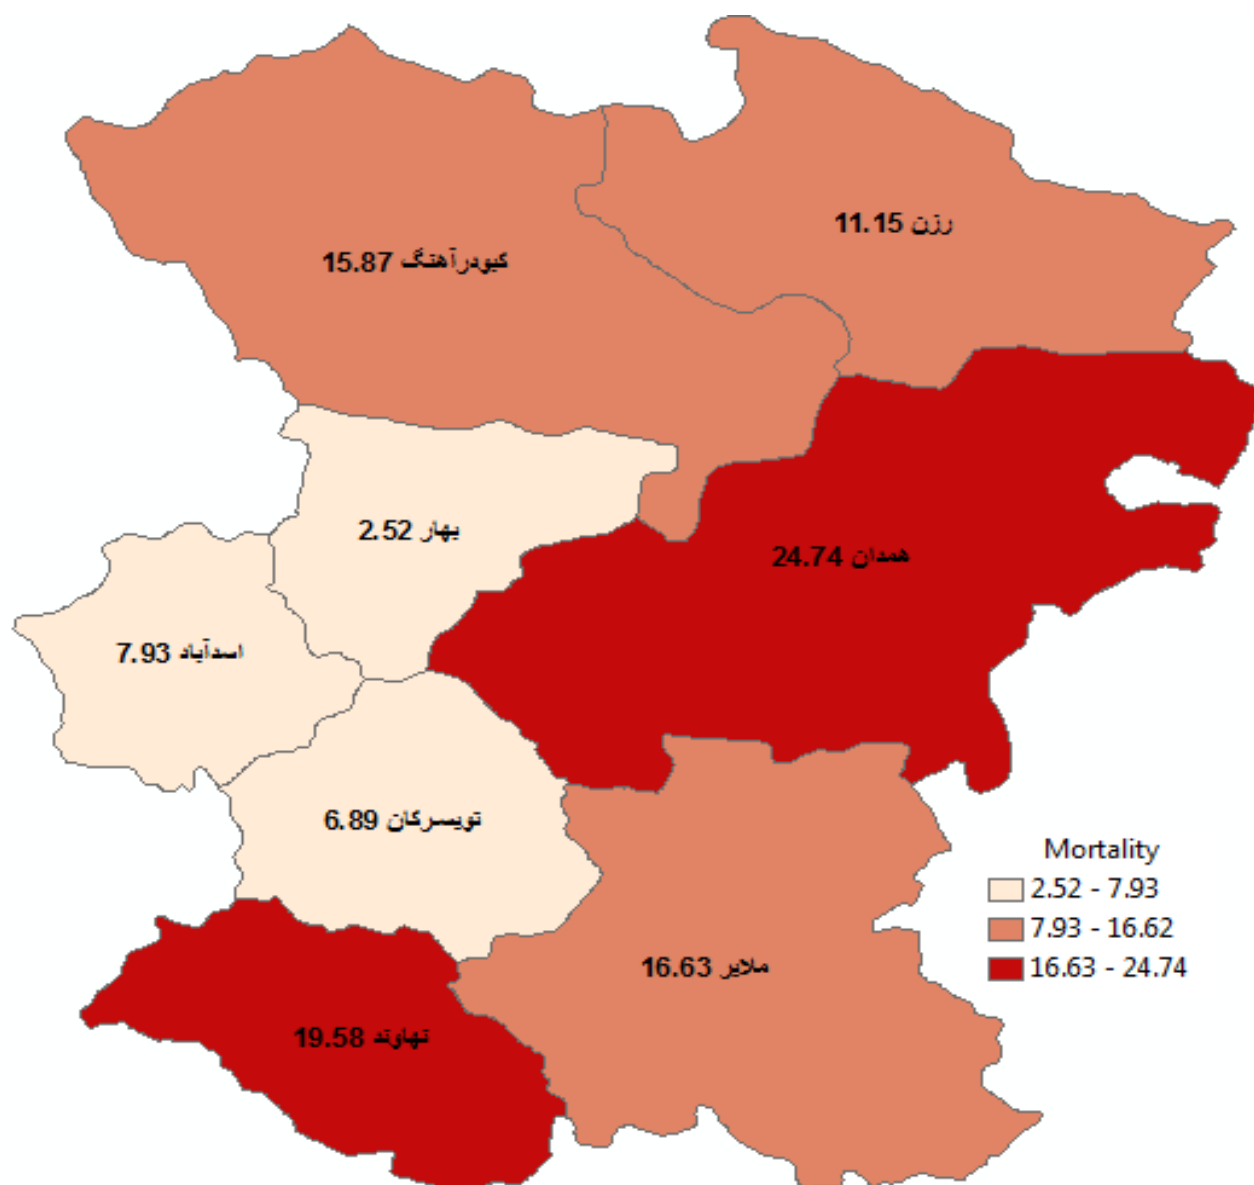 رزن 11.15
کبودرآهنگ 15.87
بهار 2.52
همدان 24.74
اسدآباد 7.93
تویسرکان 6.89
ملایر 16.63
نهاوند 19.58
Mortality
2.52 - 7.93
7.93 - 16.62
16.63 - 24.74